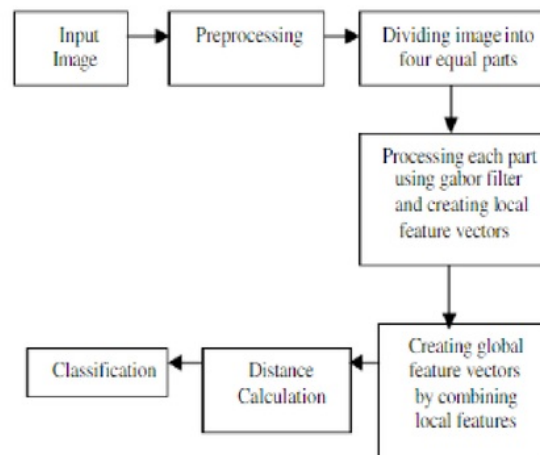 Input
Image
Preprocessing
Dividing image into
four equal parts
Processing each part
using gabor filter
and creating local
feature vectors
Creating global
feature vectors
by combining
local features
Distance
Calculation
Classification